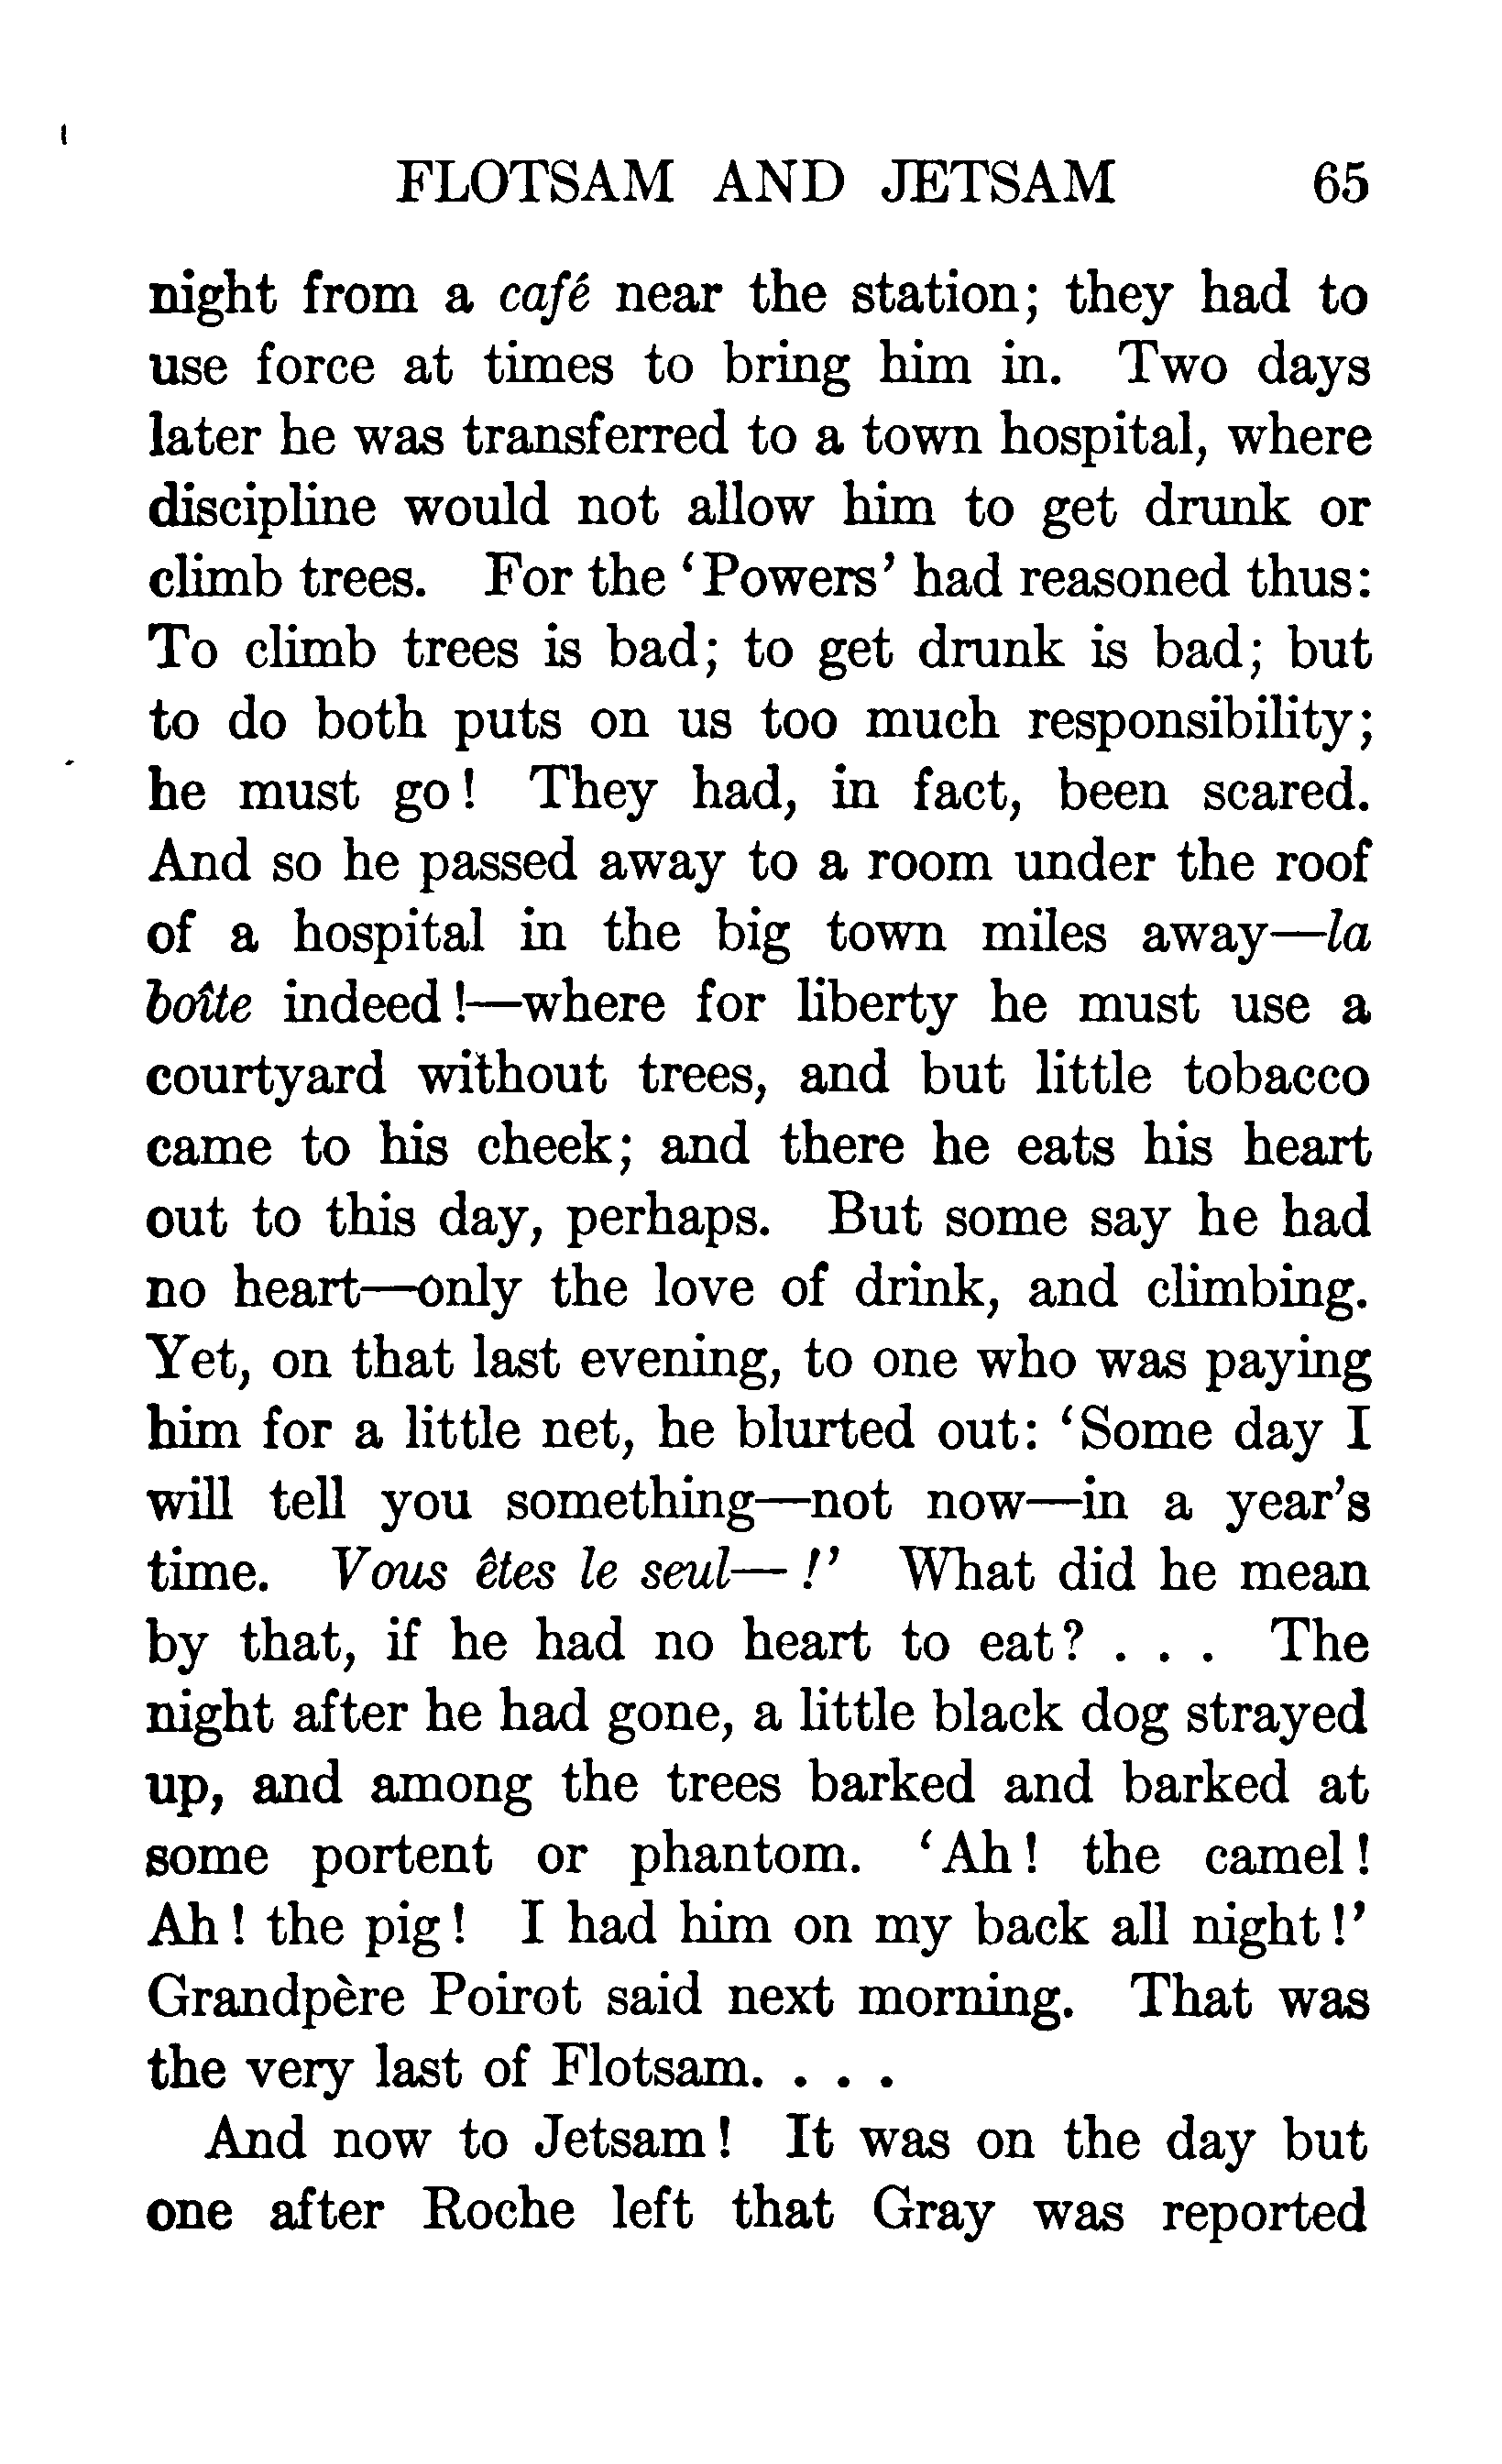 FLOTSAM AND JETSAM 65
night from a café near the station; they had to
use force at times to bring him in. Two days
later he was transferred to a town hospital, where
discipline would not allow him to get drunk or
climb trees. For the ‘Powers’ had reasoned thus:
To climb trees is bad; to get drunk is bad; but
to do both puts on us too much responsibility;
he must go! They had, in fact, been scared.
And so he passed away to a room under the roof
of a hospital in the big town miles away—la
boîte indeed!—where for liberty he must use a
courtyard without trees, and but little tobacco
came to his cheek; and there he eats his heart
out to this day, perhaps. But some say he had
no heart—only the love of drink, and climbing.
Yet, on that last evening, to one who was paying
him for a little net, he blurted out: ‘Some day I
will tell you something—not now—in a year’s
time. Vous êtes le seul— !’ What did he mean
by that, if he had no heart to eat? . . . The
night after he had gone, a little black dog strayed
up, and among the trees barked and barked at
some portent or phantom. ‘Ah! the camel!
Ah! the pig! I had him on my back all night!’
Grandpère Poirot said next morning. That was
the very last of Flotsam. . . .
And now to Jetsam! It was on the day but
one after Roche left that Gray was reported